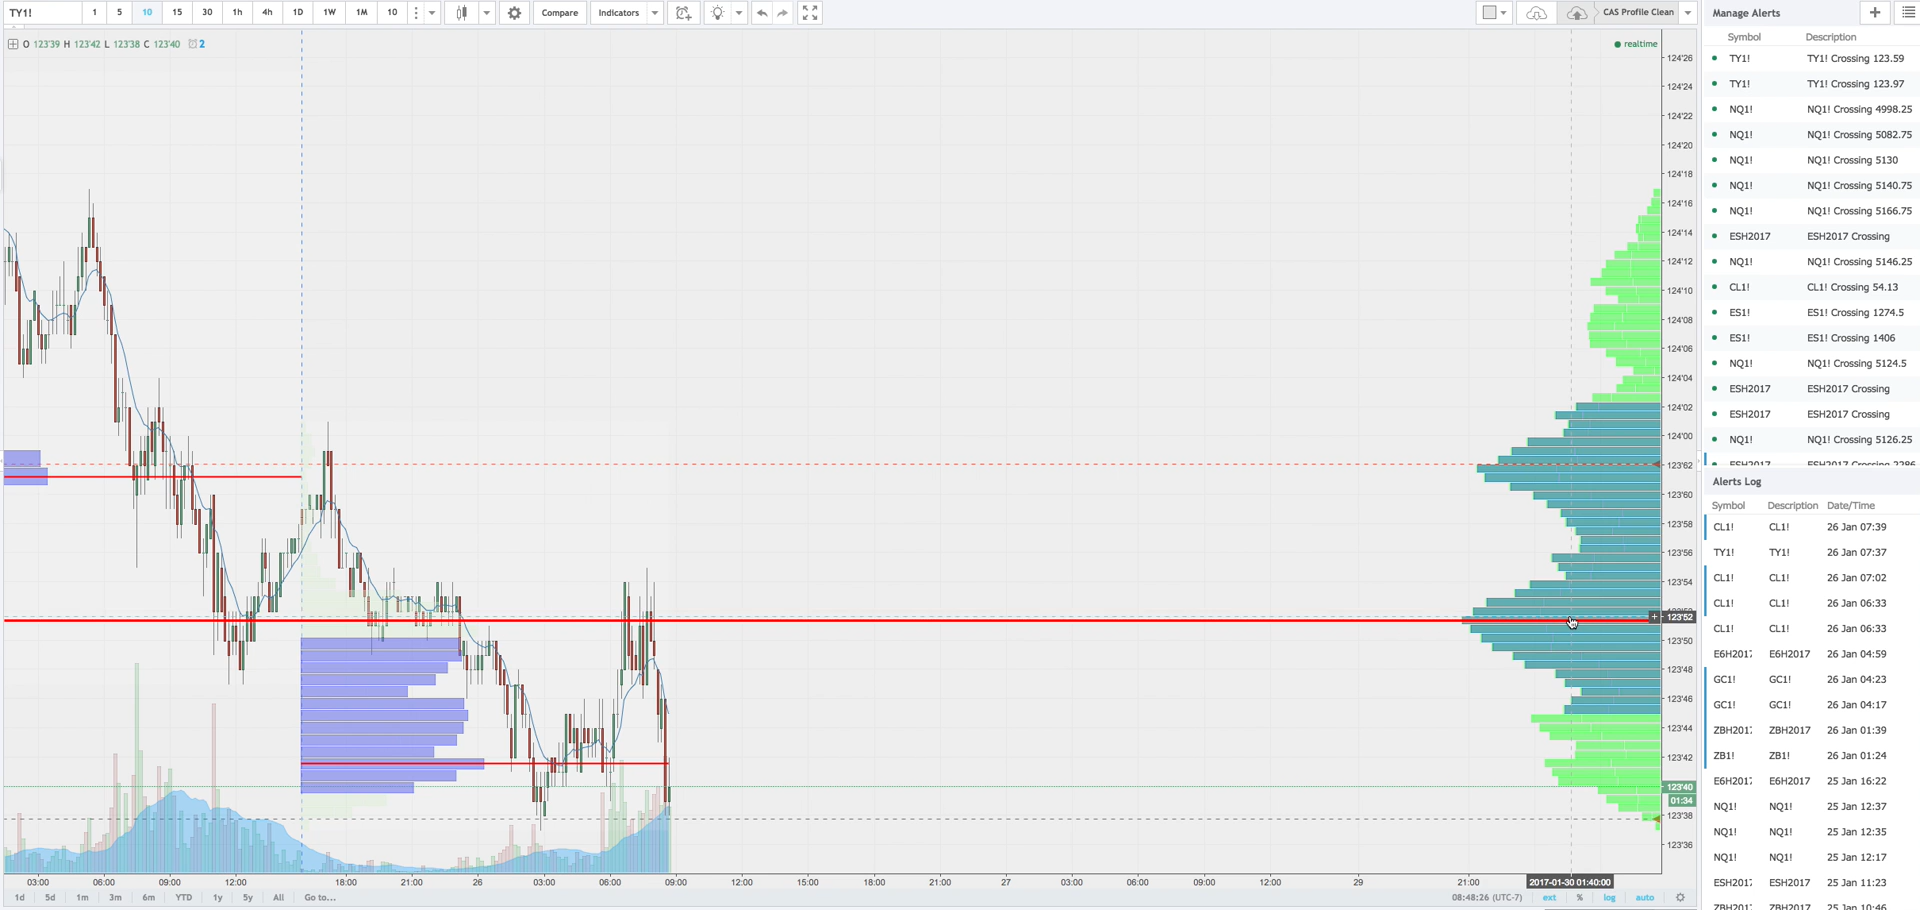 TY1! 1 5 10 15 30 1h 4h 1D 1W 1M 10 Compare Indicators CAS Profile Clean
O 123'39 H 123'42 L 123'38 C 123'40 2
realtime
124'26
124'24
124'22
124'20
124'18
124'16
124'14
124'12
124'10
124'08
124'06
124'04
124'02
124'00
123'62
123'60
123'58
123'56
123'54
123'52
123'50
123'48
123'46
123'44
123'42
123'40
01:34
123'38
123'36
03:00 06:00 09:00 12:00 18:00 21:00 26 03:00 06:00 09:00 12:00 15:00 18:00 21:00 27 03:00 06:00 09:00 12:00 29 21:00 2017-01-30 01:40:00
1d 5d 1m 3m 6m YTD 1y 5y All Go to... 08:48:26 (UTC-7) ext % log auto
Manage Alerts
Symbol Description
TY1! TY1! Crossing 123.59
TY1! TY1! Crossing 123.97
NQ1! NQ1! Crossing 4998.25
NQ1! NQ1! Crossing 5082.75
NQ1! NQ1! Crossing 5130
NQ1! NQ1! Crossing 5140.75
NQ1! NQ1! Crossing 5166.75
ESH2017 ESH2017 Crossing
NQ1! NQ1! Crossing 5146.25
CL1! CL1! Crossing 54.13
ES1! ES1! Crossing 1274.5
ES1! ES1! Crossing 1406
NQ1! NQ1! Crossing 5124.5
ESH2017 ESH2017 Crossing
ESH2017 ESH2017 Crossing
NQ1! NQ1! Crossing 5126.25
ESH2017 ESH2017 Crossing 2286
Alerts Log
Symbol Description Date/Time
CL1! CL1! 26 Jan 07:39
TY1! TY1! 26 Jan 07:37
CL1! CL1! 26 Jan 07:02
CL1! CL1! 26 Jan 06:33
CL1! CL1! 26 Jan 06:33
E6H2017 E6H2017 26 Jan 04:59
GC1! GC1! 26 Jan 04:23
GC1! GC1! 26 Jan 04:17
ZBH2017 ZBH2017 26 Jan 01:39
ZB1! ZB1! 26 Jan 01:24
E6H2017 E6H2017 25 Jan 16:22
NQ1! NQ1! 25 Jan 12:37
NQ1! NQ1! 25 Jan 12:35
NQ1! NQ1! 25 Jan 12:17
ESH2017 ESH2017 25 Jan 11:23
ZBH2017 ZBH2017 25 Jan 10:46